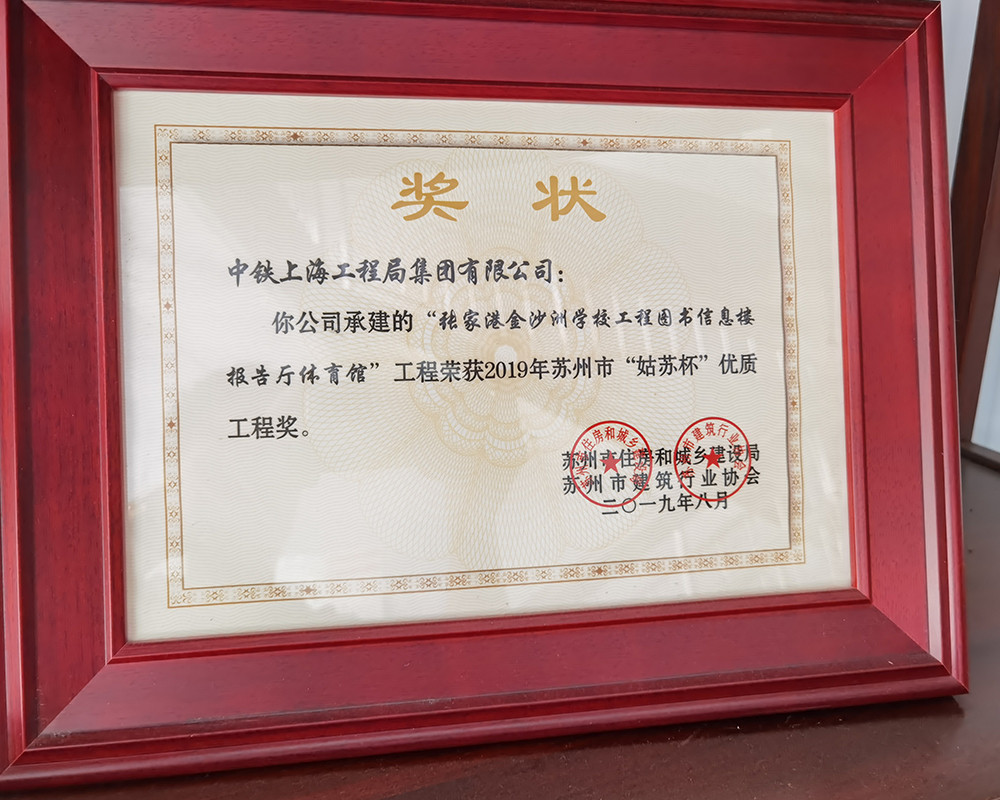 奖状
中铁上海工程局集团有限公司：
你公司承建的“张家港金沙洲学校工程图书信息楼
报告厅体育馆”工程荣获2019年苏州市“姑苏杯”优质
工程奖。
苏州市住房和城乡建设局
苏州市建筑行业协会
二〇一九年八月